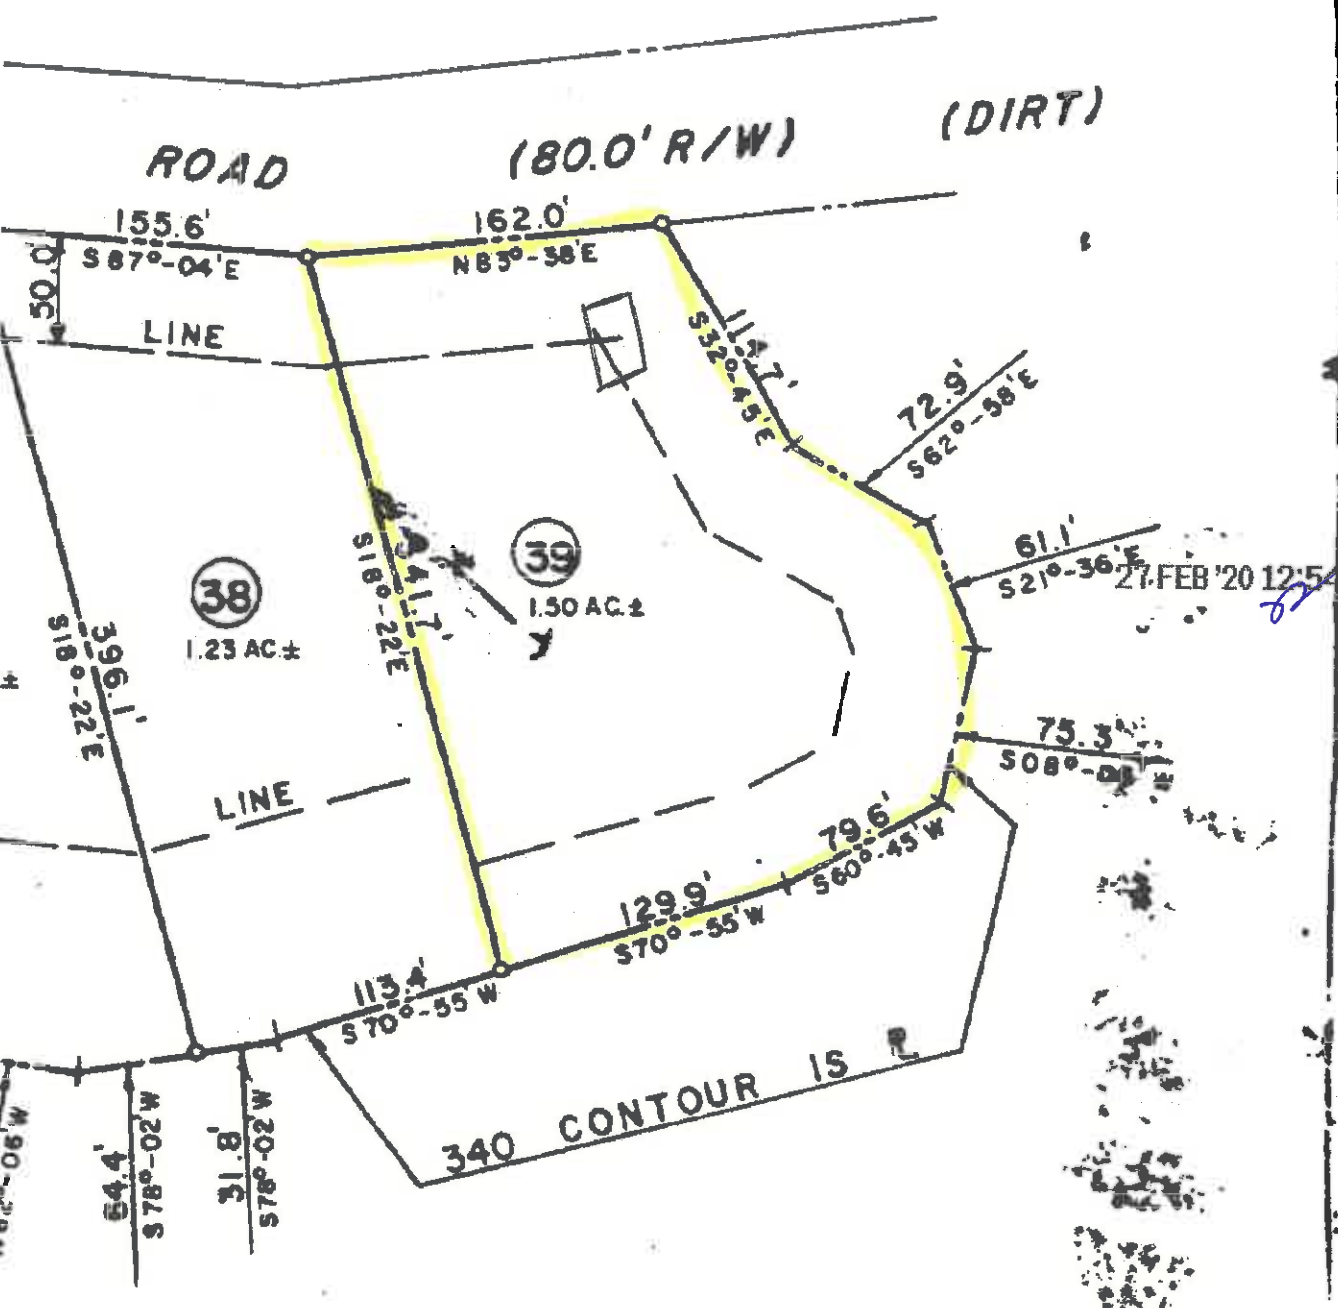 (DIRT)
(80.0' R/W)
ROAD
155.6'
S 87°-04'E
162.0'
N 83°-38'E
50.0'
LINE
S 32°-45'E
72.9'
S 62°-58'E
61.1'
S 21°-36'E
27 FEB '20 12:5
38
1.23 AC.±
39
1.50 AC.±
S 18°-22'E
396.1'
S 18°-22'E
±
75.3
S 08°-
LINE
79.6'
S 60°-45'W
129.9'
S 70°-55'W
113.4'
S 70°-55'W
340 CONTOUR IS
64.4'
S 78°-02'W
31.8'
S 78°-02'W
-06'W